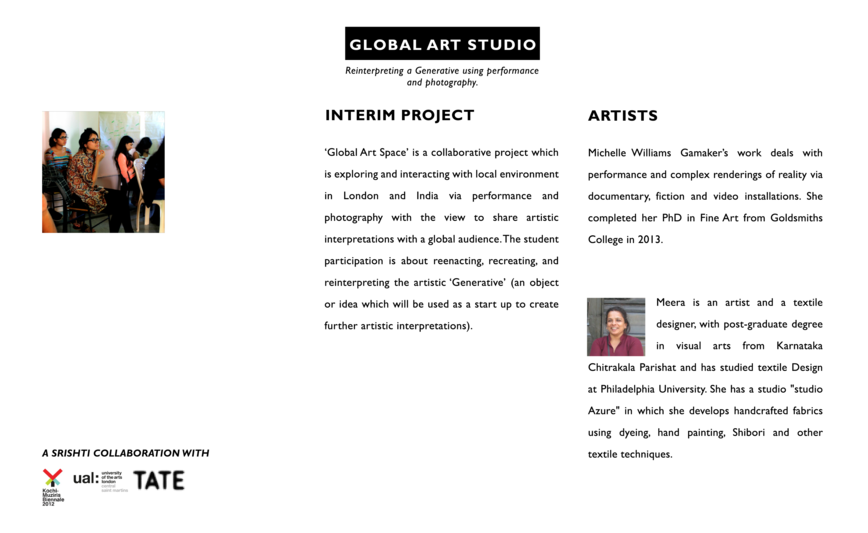 GLOBAL ART STUDIO
Reinterpreting a Generative using performance
and photography.
INTERIM PROJECT
‘Global Art Space’ is a collaborative project which
is exploring and interacting with local environment
in London and India via performance and
photography with the view to share artistic
interpretations with a global audience. The student
participation is about reenacting, recreating, and
reinterpreting the artistic ‘Generative’ (an object
or idea which will be used as a start up to create
further artistic interpretations).
ARTISTS
Michelle Williams Gamaker’s work deals with
performance and complex renderings of reality via
documentary, fiction and video installations. She
completed her PhD in Fine Art from Goldsmiths
College in 2013.
Meera is an artist and a textile
designer, with post-graduate degree
in visual arts from Karnataka
Chitrakala Parishat and has studied textile Design
at Philadelphia University. She has a studio "studio
Azure" in which she develops handcrafted fabrics
using dyeing, hand painting, Shibori and other
textile techniques.
A SRISHTI COLLABORATION WITH
Kochi-
Muziris
Biennale
2012
ual:
university
of the arts
london
central
saint martins
TATE